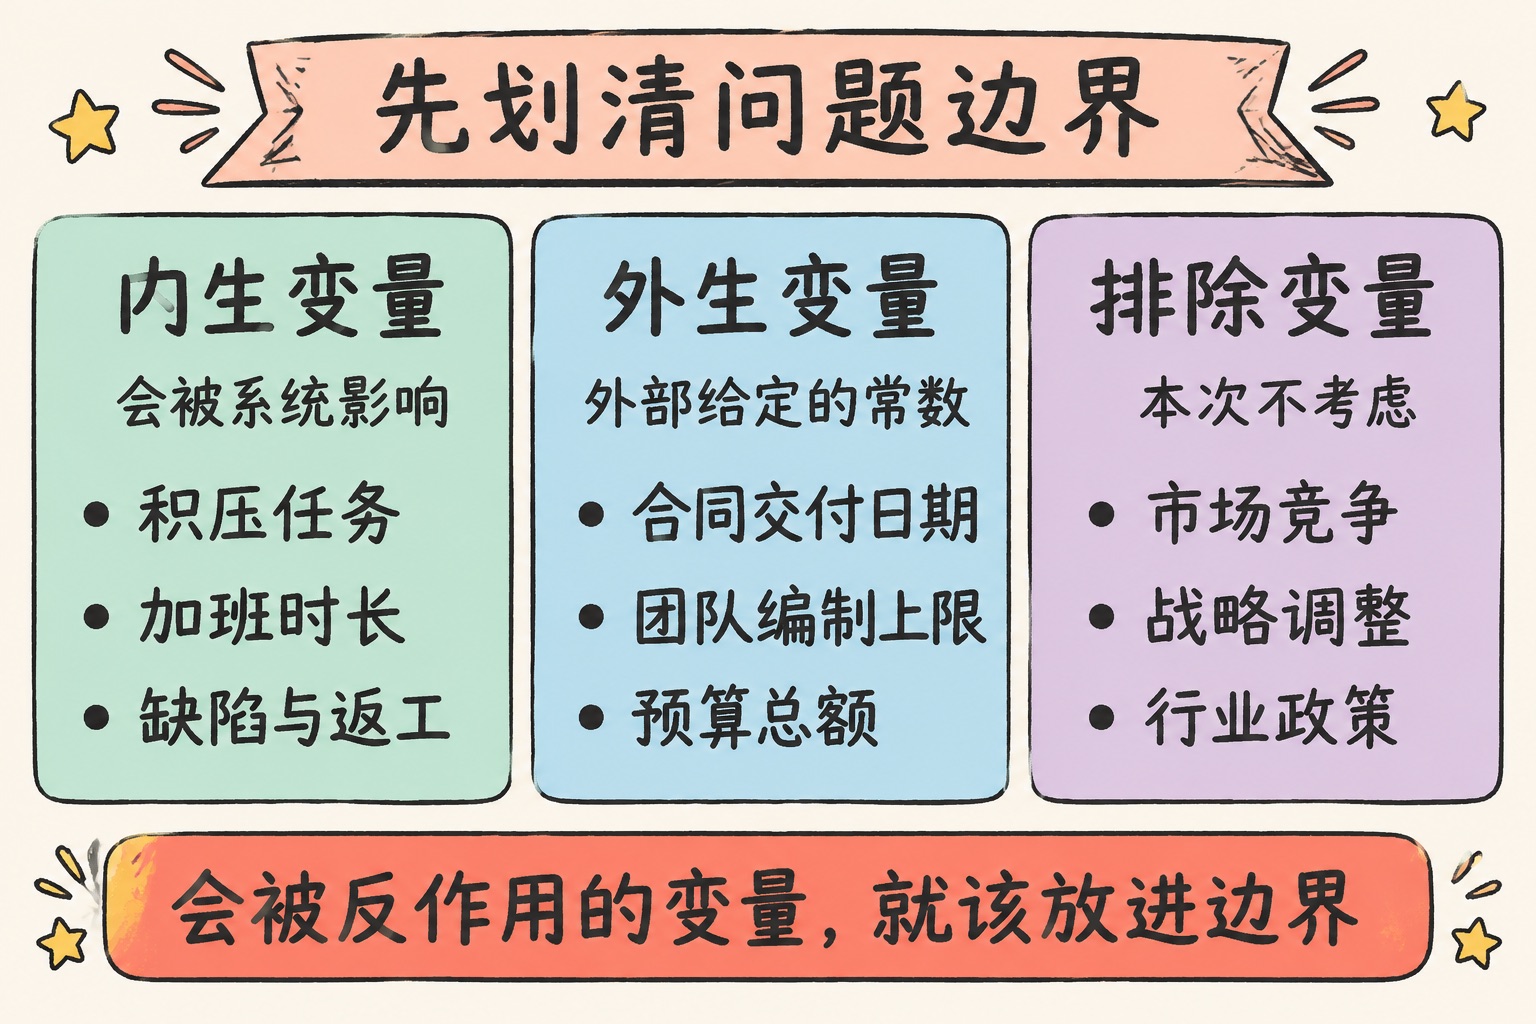 先划清问题边界
内生变量
会被系统影响
• 积压任务
• 加班时长
• 缺陷与返工
外生变量
外部给定的常数
• 合同交付日期
• 团队编制上限
• 预算总额
排除变量
本次不考虑
• 市场竞争
• 战略调整
• 行业政策
会被反作用的变量，就该放进边界